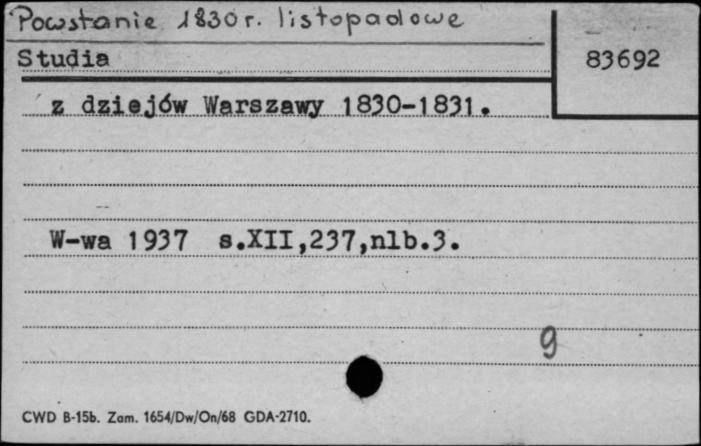 Powstanie 1830 r. listopadowe
Studia
83692
z dziejów Warszawy 1830-1831.
W-wa 1937 s.XII,237,nlb.3.
9
CWD B-15b. Zam. 1654/Dw/On/68 GDA-2710.